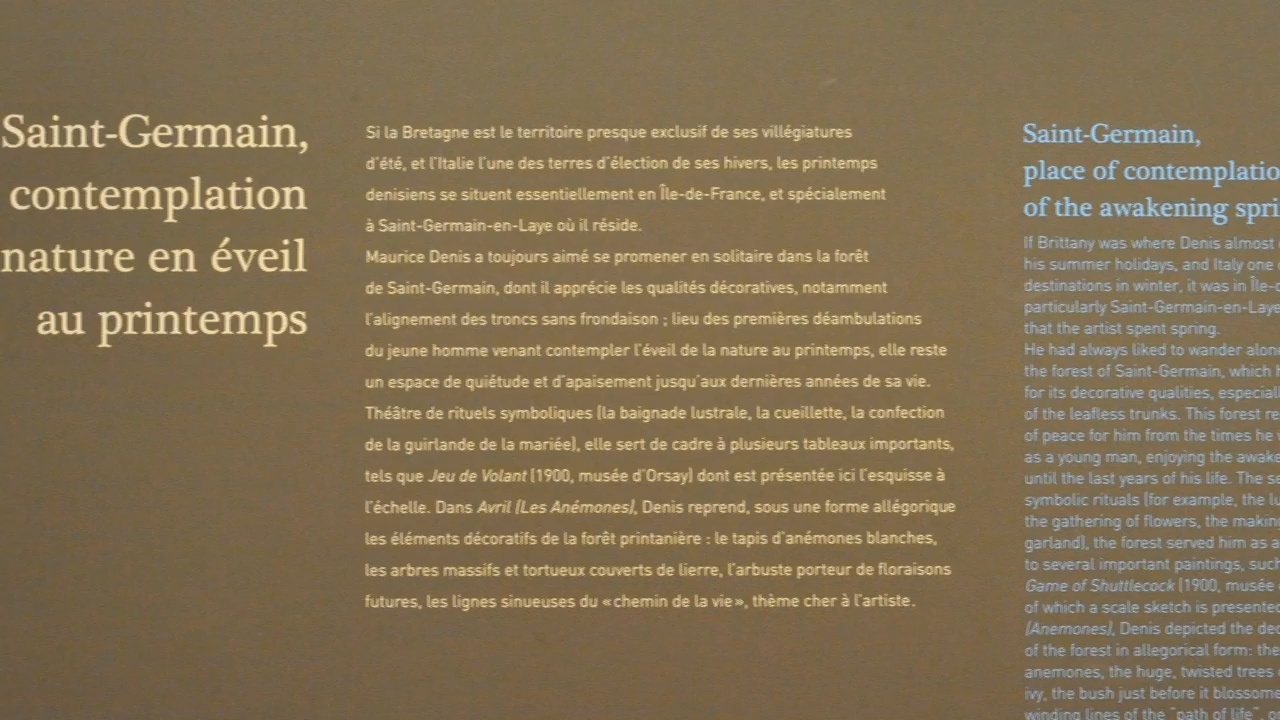 Saint-Germain,
contemplation
nature en éveil
au printemps
Si la Bretagne est le territoire presque exclusif de ses villégiatures
d'été, et l'Italie l'une des terres d'élection de ses hivers, les printemps
denisiens se situent essentiellement en Île-de-France, et spécialement
à Saint-Germain-en-Laye où il réside.
Maurice Denis a toujours aimé se promener en solitaire dans la forêt
de Saint-Germain, dont il apprécie les qualités décoratives, notamment
l'alignement des troncs sans frondaison ; lieu des premières déambulations
du jeune homme venant contempler l'éveil de la nature au printemps, elle reste
un espace de quiétude et d'apaisement jusqu'aux dernières années de sa vie.
Théâtre de rituels symboliques (la baignade lustrale, la cueillette, la confection
de la guirlande de la mariée), elle sert de cadre à plusieurs tableaux importants,
tels que Jeu de Volant (1900, musée d'Orsay) dont est présentée ici l'esquisse à
l'échelle. Dans Avril (Les Anémones), Denis reprend, sous une forme allégorique
les éléments décoratifs de la forêt printanière : le tapis d'anémones blanches,
les arbres massifs et tortueux couverts de lierre, l'arbuste porteur de floraisons
futures, les lignes sinueuses du «chemin de la vie», thème cher à l'artiste.
Saint-Germain,
place of contemplatio
of the awakening spri
If Brittany was where Denis almost
his summer holidays, and Italy one
destinations in winter, it was in Île-d
particularly Saint-Germain-en-Laye
that the artist spent spring.
He had always liked to wander alone
the forest of Saint-Germain, which h
for its decorative qualities, especiall
of the leafless trunks. This forest re
of peace for him from the times he
as a young man, enjoying the awake
until the last years of his life. The se
symbolic rituals (for example, the lu
the gathering of flowers, the making
garland), the forest served him as a
to several important paintings, such
Game of Shuttlecock (1900, musée
of which a scale sketch is presented
(Anemones), Denis depicted the dec
of the forest in allegorical form: the
anemones, the huge, twisted trees
ivy, the bush just before it blossome
winding lines of the "path of life"